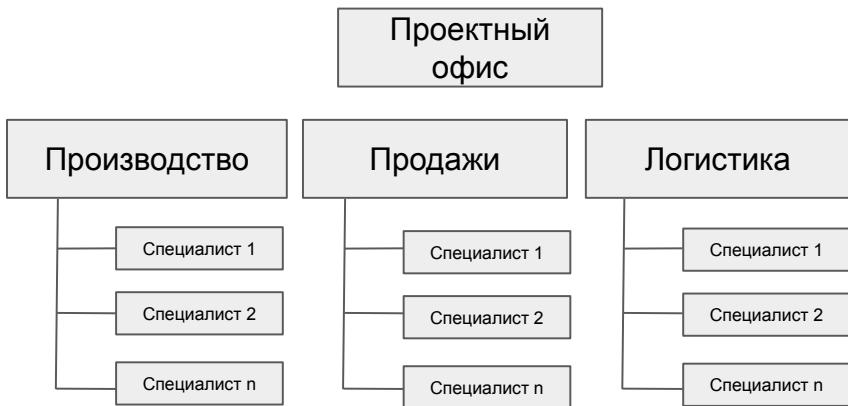 Проектный
офис
Производство
Продажи
Логистика
Специалист 1
Специалист 1
Специалист 1
Специалист 2
Специалист 2
Специалист 2
Специалист n
Специалист n
Специалист n